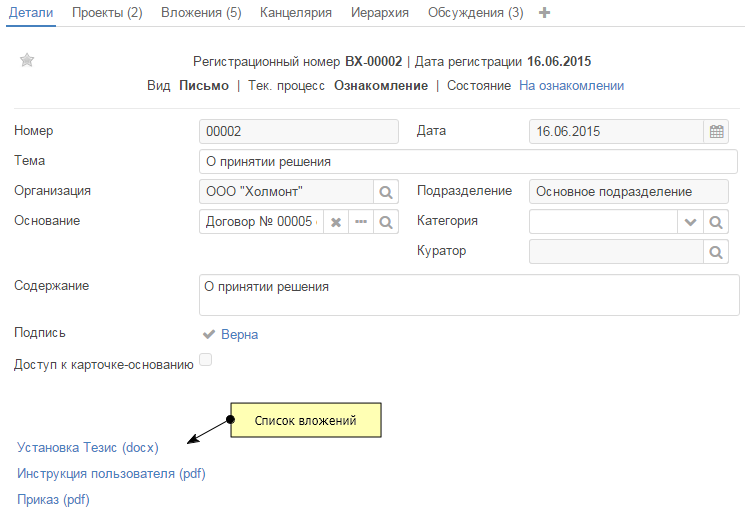 Детали Проекты (2) Вложения (5) Канцелярия Иерархия Обсуждения (3)
Регистрационный номер ВХ-00002 | Дата регистрации 16.06.2015
Вид Письмо | Тек. процесс Ознакомление | Состояние На ознакомлении
Номер 00002 Дата 16.06.2015
Тема О принятии решения
Организация ООО "Холмонт" Подразделение Основное подразделение
Основание Договор № 00005 Категория
Куратор
Содержание О принятии решения
Подпись Верна
Доступ к карточке-основанию
Список вложений
Установка Тезис (docx)
Инструкция пользователя (pdf)
Приказ (pdf)